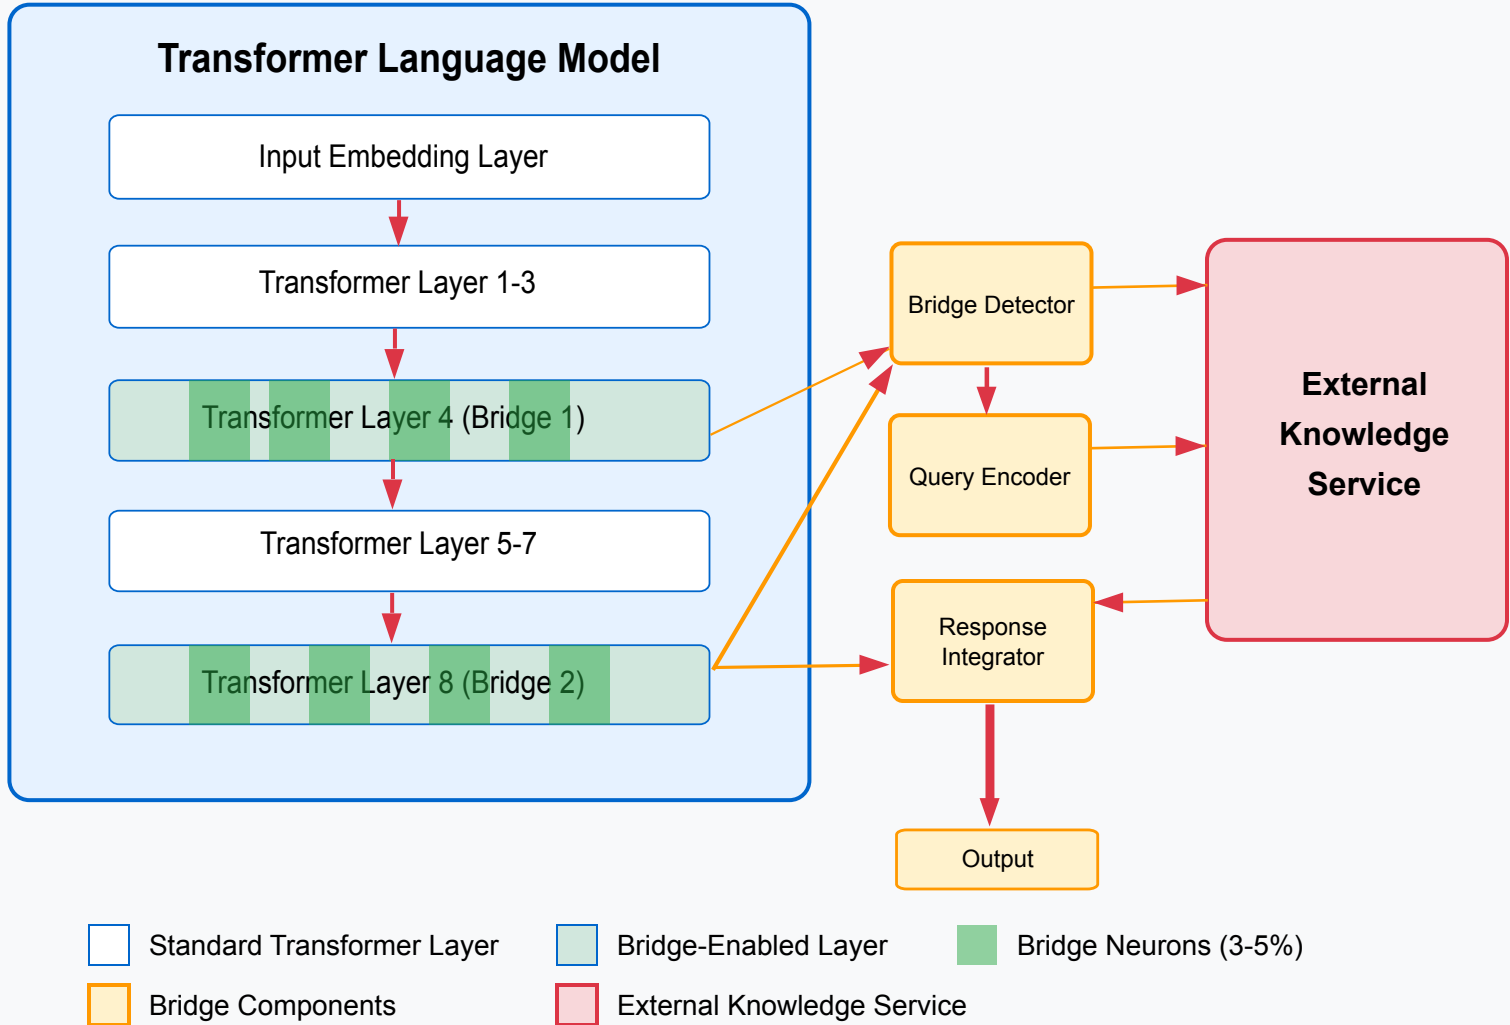 Transformer Language Model
Input Embedding Layer
Transformer Layer 1-3
Transformer Layer 4 (Bridge 1)
Transformer Layer 5-7
Transformer Layer 8 (Bridge 2)
Bridge Detector
Query Encoder
Response
Integrator
Output
External
Knowledge
Service
Standard Transformer Layer
Bridge-Enabled Layer
Bridge Neurons (3-5%)
Bridge Components
External Knowledge Service